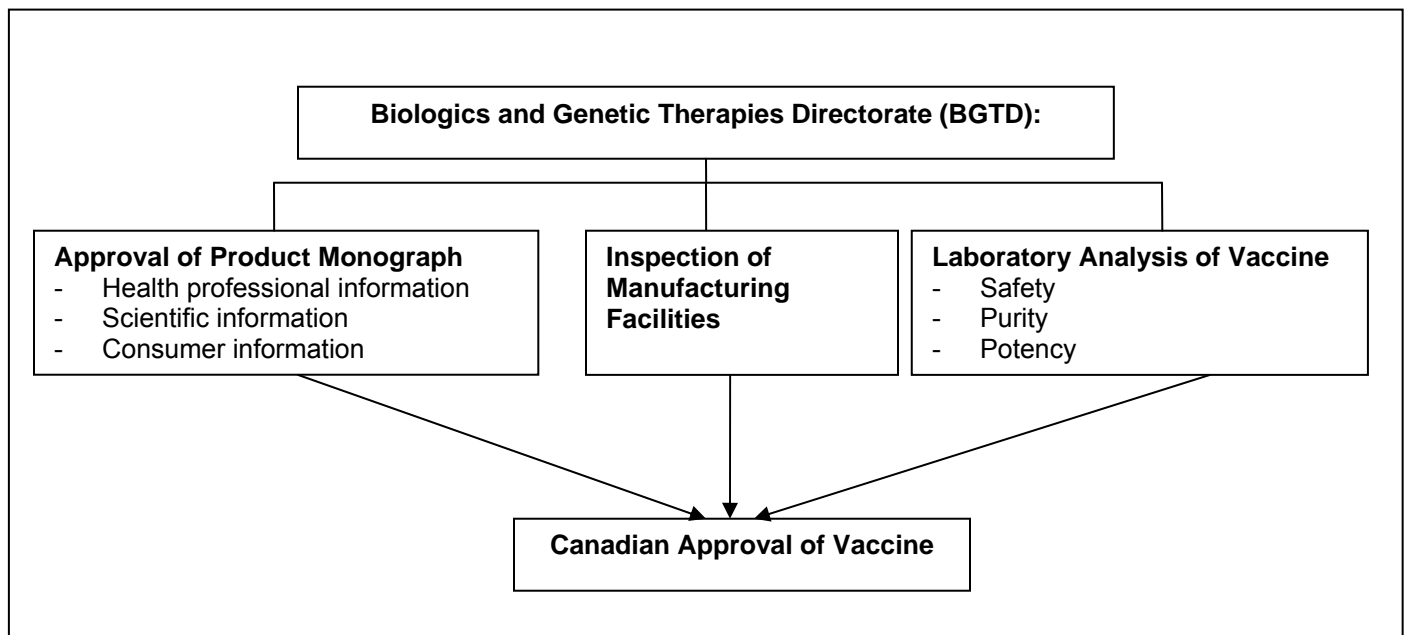 Biologics and Genetic Therapies Directorate (BGTD):
Approval of Product Monograph
- Health professional information
- Scientific information
- Consumer information
Inspection of
Manufacturing
Facilities
Laboratory Analysis of Vaccine
- Safety
- Purity
- Potency
Canadian Approval of Vaccine